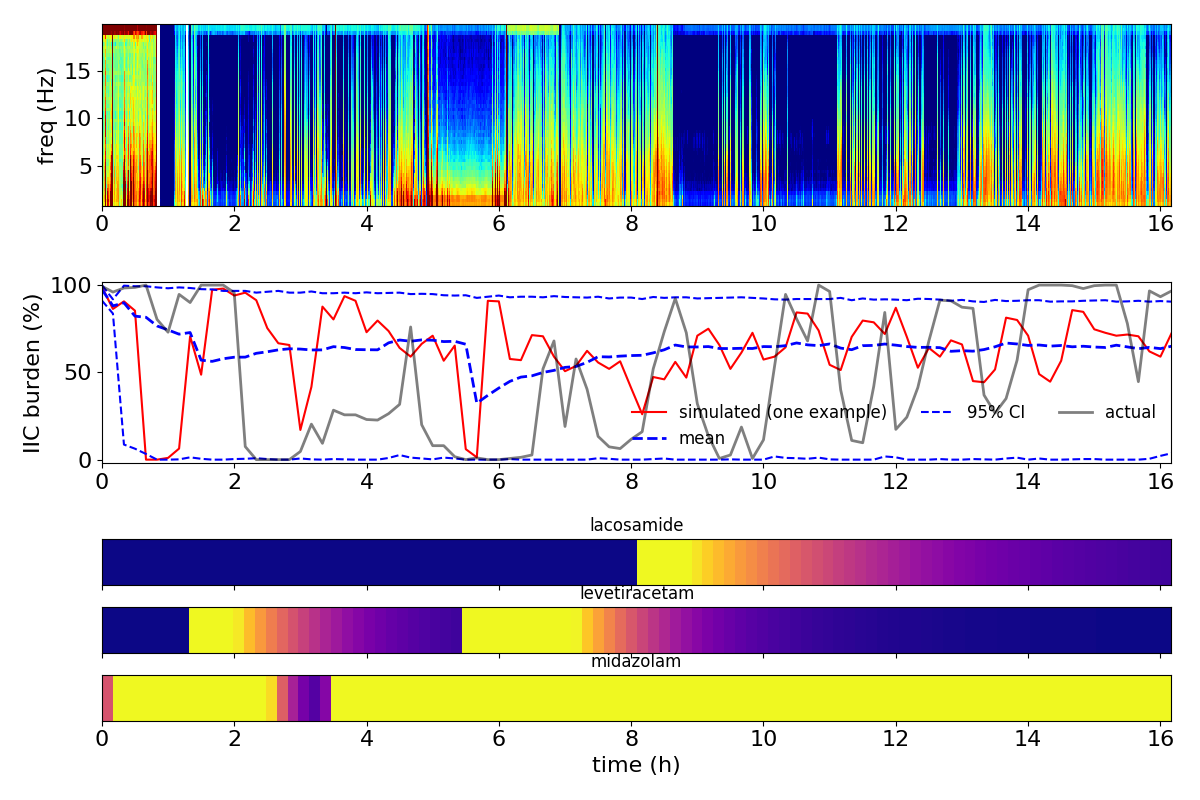 15
10
5
freq (Hz)
0 2 4 6 8 10 12 14 16
100
50
0
IIC burden (%)
simulated (one example) 95% CI actual
mean
0 2 4 6 8 10 12 14 16
lacosamide
levetiracetam
midazolam
0 2 4 6 8 10 12 14 16
time (h)